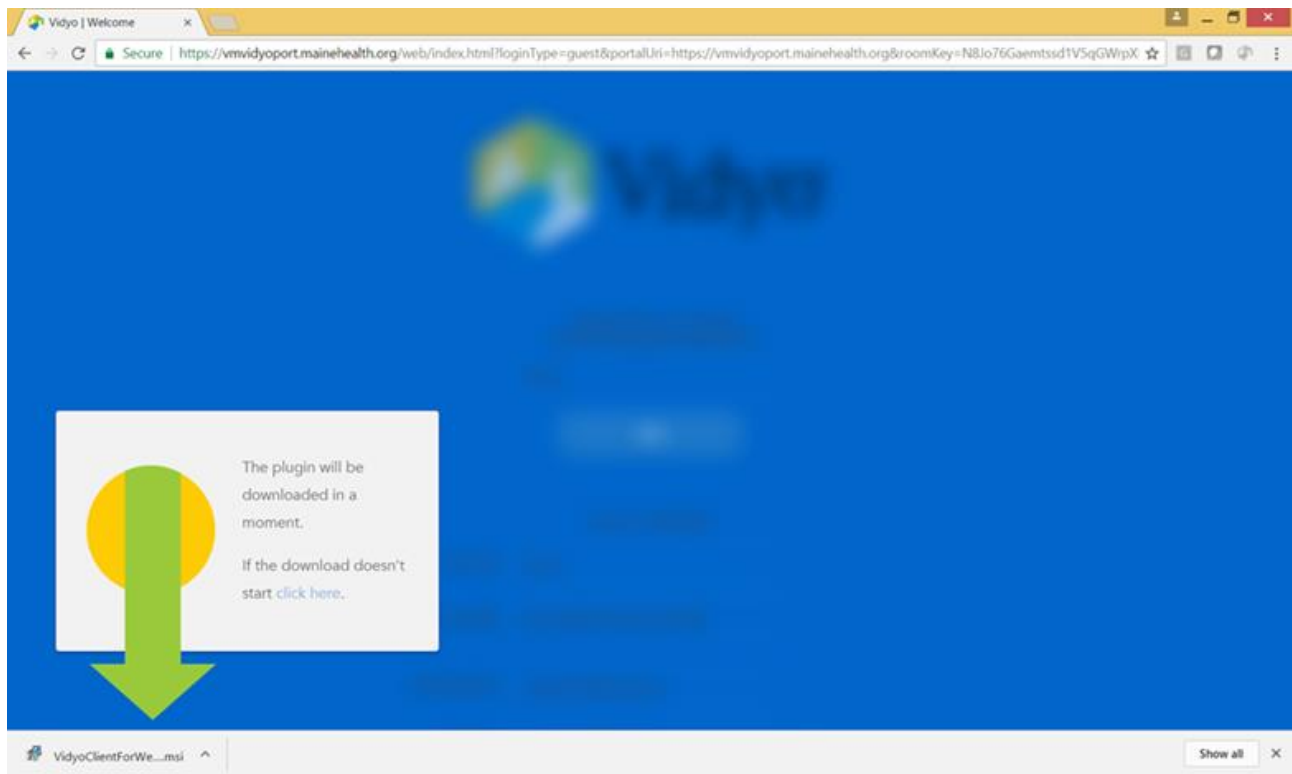 Vidyo | Welcome
Secure https://vmvidyoport.mainehealth.org/web/index.html?loginType=guest&portalUri=https://vmvidyoport.mainehealth.org&roomKey=N8Jo76Gaemtssd1V5qGWrpX
Vidyo
The plugin will be
downloaded in a
moment.
If the download doesn't
start click here.
VidyoClientForWe....msi
Show all